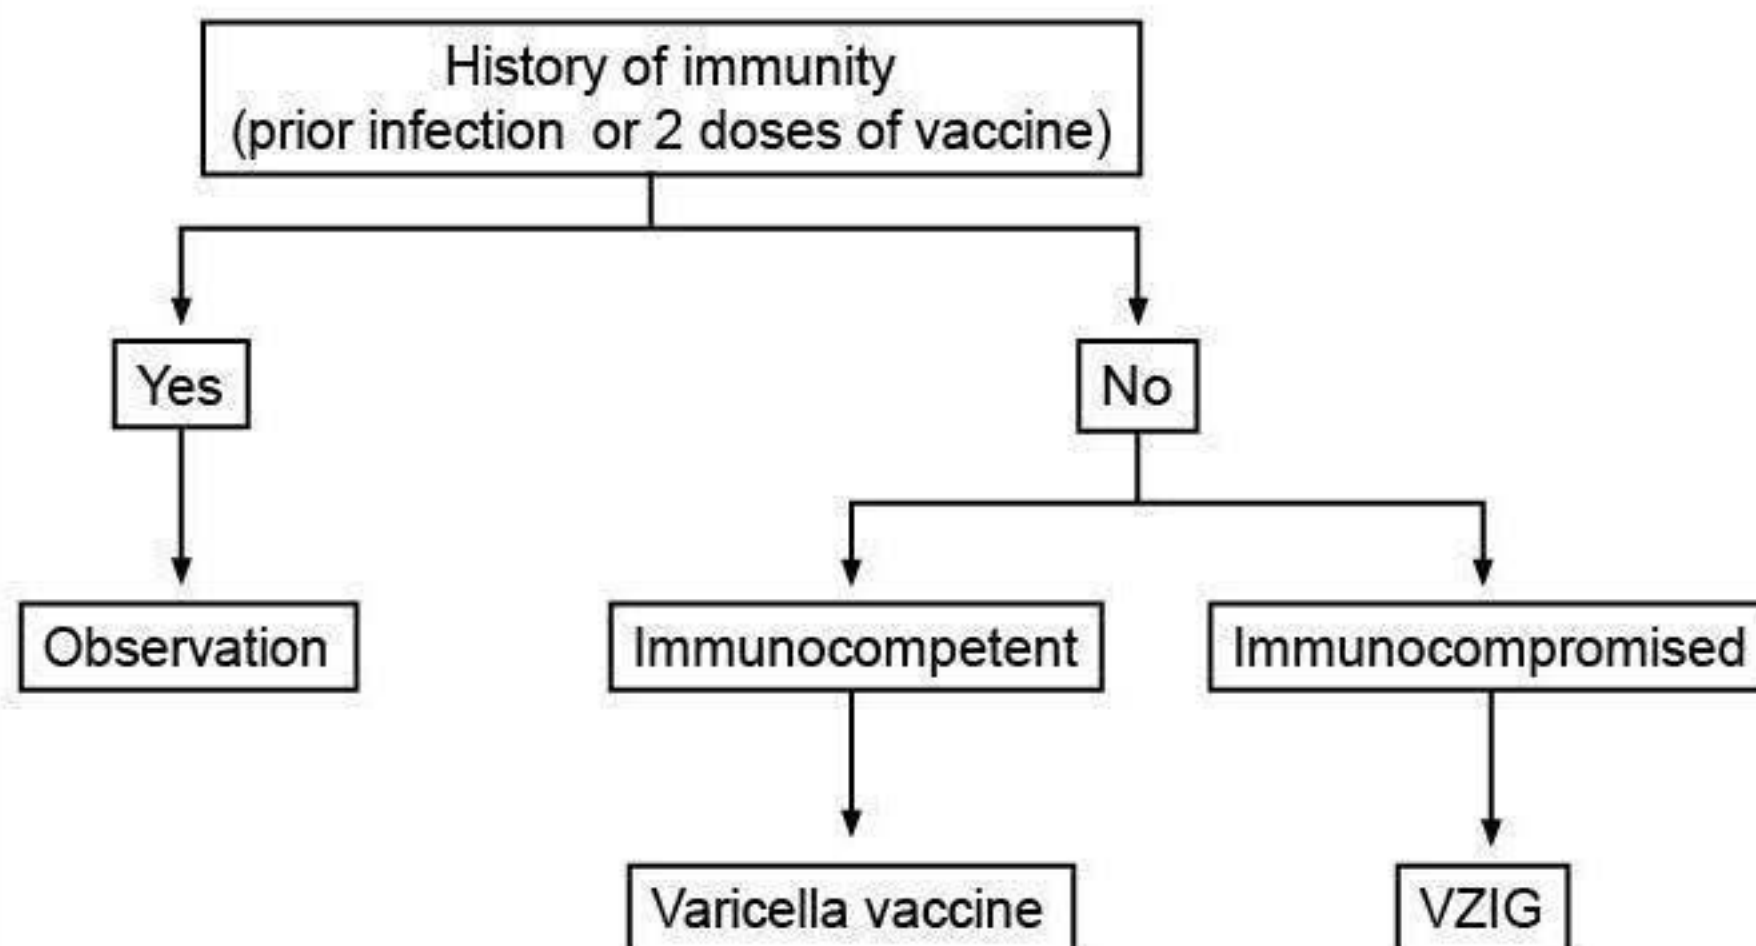 History of immunity
(prior infection or 2 doses of vaccine)
Yes
No
Observation
Immunocompetent
Immunocompromised
Varicella vaccine
VZIG